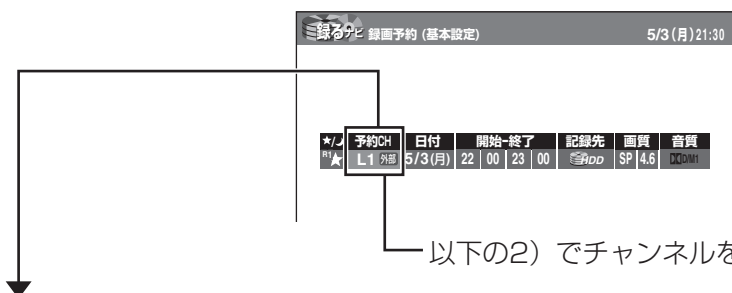 録るナビ 録画予約 (基本設定) 5/3(月)21:30
★/☽ 予約CH 日付 開始-終了 記録先 画質 音質
R1★ L1 外部 5/3(月) 22 00 23 00 HDD SP 4.6 D/M1
以下の2）でチャンネルを